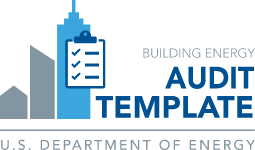 BUILDING ENERGY
AUDIT
TEMPLATE
U.S. DEPARTMENT OF ENERGY